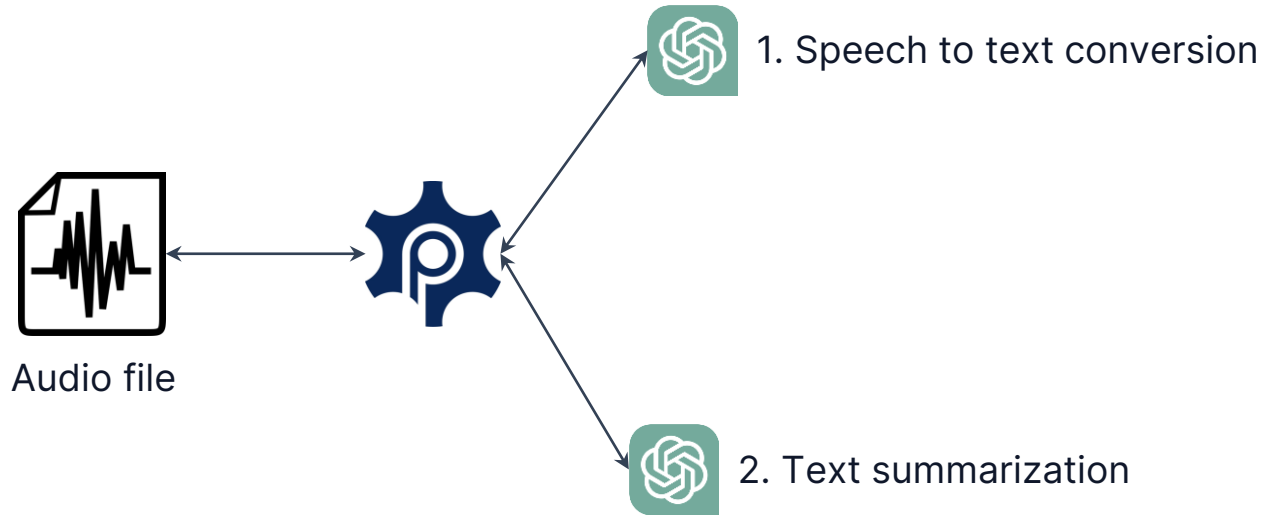 1. Speech to text conversion
Audio file
2. Text summarization